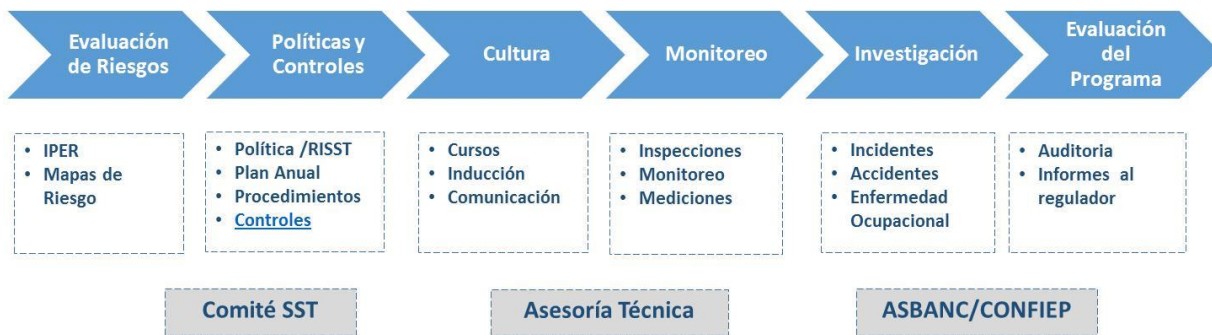 Evaluación
de Riesgos
Políticas y
Controles
Cultura
Monitoreo
Investigación
Evaluación
del
Programa
• IPER
• Mapas de
Riesgo
• Política /RISST
• Plan Anual
• Procedimientos
• Controles
• Cursos
• Inducción
• Comunicación
• Inspecciones
• Monitoreo
• Mediciones
• Incidentes
• Accidentes
• Enfermedad
Ocupacional
• Auditoria
• Informes al
regulador
Comité SST
Asesoría Técnica
ASBANC/CONFIEP